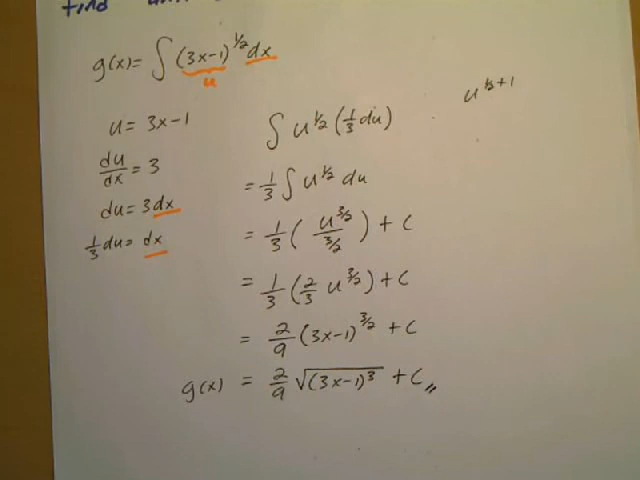 find
g(x) = ∫ (3x-1)^{1/2} dx
u
u = 3x-1
du/dx = 3
du = 3dx
1/3 du = dx
∫ u^{1/2} (1/3 du)
= 1/3 ∫ u^{1/2} du
= 1/3 ( u^{3/2} / 3/2 ) + C
= 1/3 ( 2/3 u^{3/2} ) + C
= 2/9 (3x-1)^{3/2} + C
g(x) = 2/9 √(3x-1)^3 + C
u^{1/2+1}